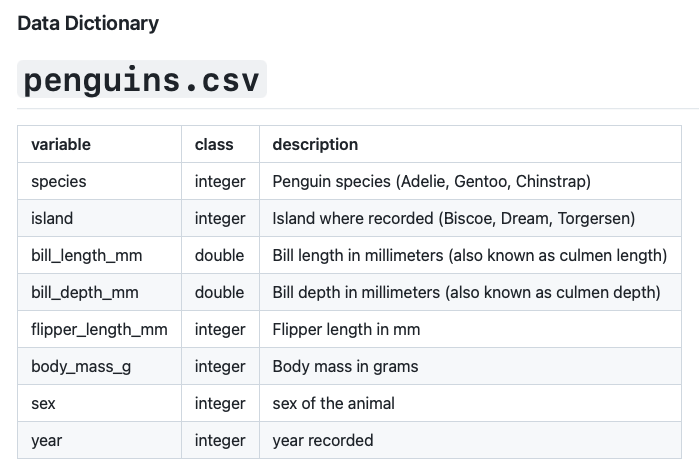 Data Dictionary
penguins.csv
variable class description
species integer Penguin species (Adelie, Gentoo, Chinstrap)
island integer Island where recorded (Biscoe, Dream, Torgersen)
bill_length_mm double Bill length in millimeters (also known as culmen length)
bill_depth_mm double Bill depth in millimeters (also known as culmen depth)
flipper_length_mm integer Flipper length in mm
body_mass_g integer Body mass in grams
sex integer sex of the animal
year integer year recorded